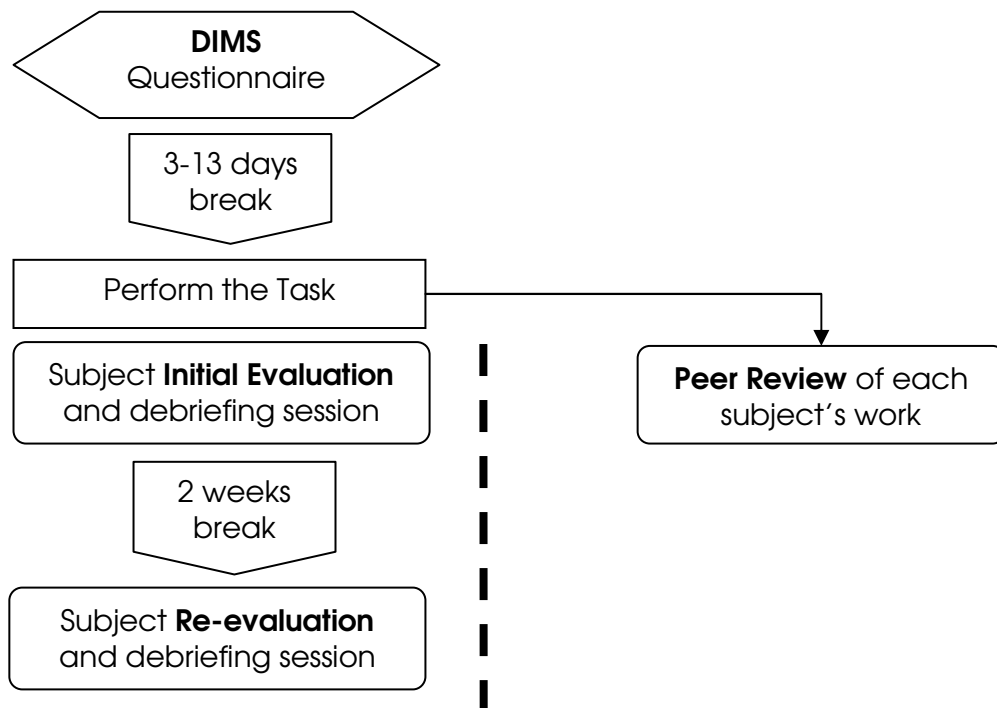 DIMS
Questionnaire
3-13 days
break
Perform the Task
Subject Initial Evaluation
and debriefing session
Peer Review of each
subject's work
2 weeks
break
Subject Re-evaluation
and debriefing session